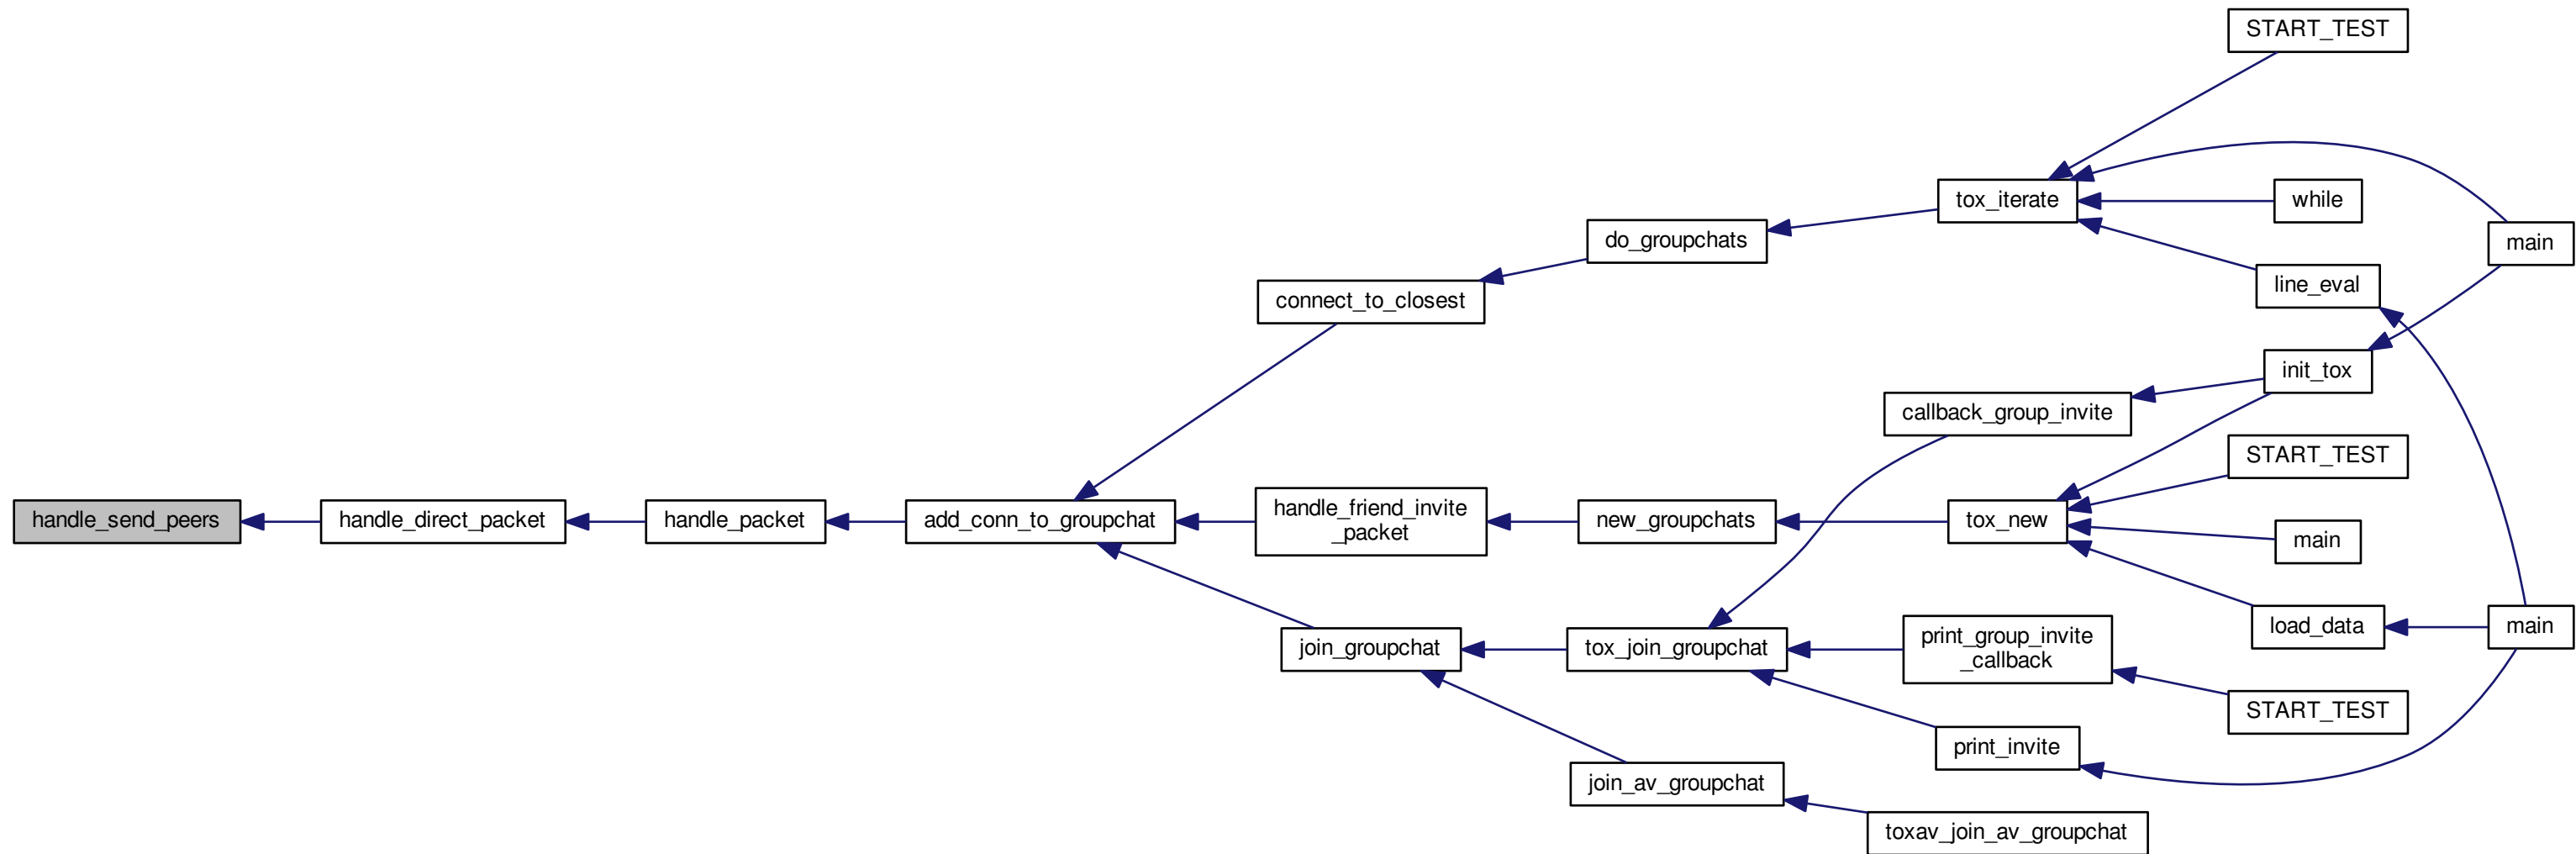 START_TEST
tox_iterate
while
main
do_groupchats
line_eval
connect_to_closest
init_tox
callback_group_invite
START_TEST
handle_send_peers
handle_direct_packet
handle_packet
add_conn_to_groupchat
handle_friend_invite
_packet
new_groupchats
tox_new
main
join_groupchat
tox_join_groupchat
print_group_invite
_callback
load_data
main
START_TEST
print_invite
join_av_groupchat
toxav_join_av_groupchat